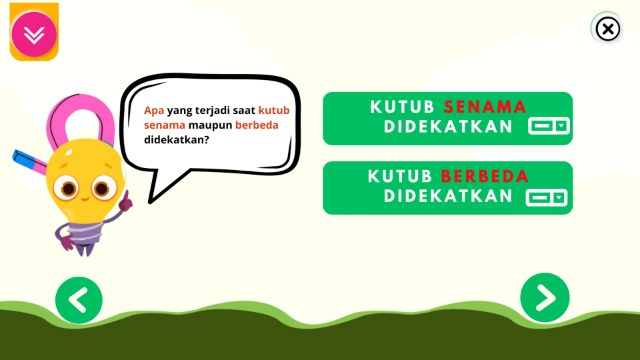 Apa yang terjadi saat kutub
senama maupun berbeda
didekatkan?
KUTUB SENAMA
DIDEKATKAN
KUTUB BERBEDA
DIDEKATKAN